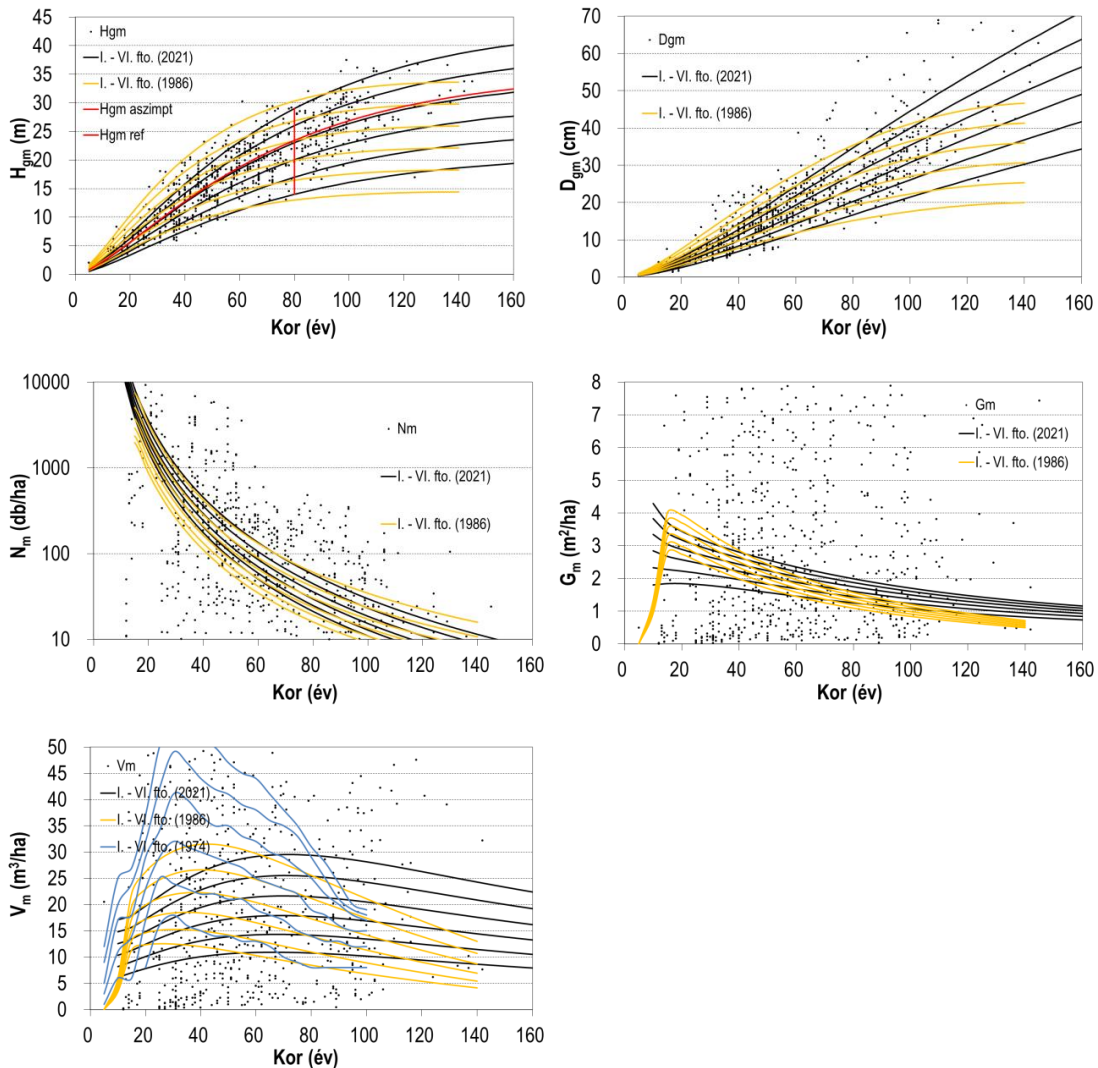 45
40
35
30
25
20
15
10
5
0
H_gm (m)
Hgm
I. - VI. fto. (2021)
I. - VI. fto. (1986)
Hgm aszimpt
Hgm ref
0 20 40 60 80 100 120 140 160
Kor (év)
70
60
50
40
30
20
10
0
D_gm (cm)
Dgm
I. - VI. fto. (2021)
I. - VI. fto. (1986)
0 20 40 60 80 100 120 140 160
Kor (év)
10000
1000
100
10
N_m (db/ha)
Nm
I. - VI. fto. (2021)
I. - VI. fto. (1986)
0 20 40 60 80 100 120 140 160
Kor (év)
8
7
6
5
4
3
2
1
0
G_m (m²/ha)
Gm
I. - VI. fto. (2021)
I. - VI. fto. (1986)
0 20 40 60 80 100 120 140 160
Kor (év)
50
45
40
35
30
25
20
15
10
5
0
V_m (m³/ha)
Vm
I. - VI. fto. (2021)
I. - VI. fto. (1986)
I. - VI. fto. (1974)
0 20 40 60 80 100 120 140 160
Kor (év)